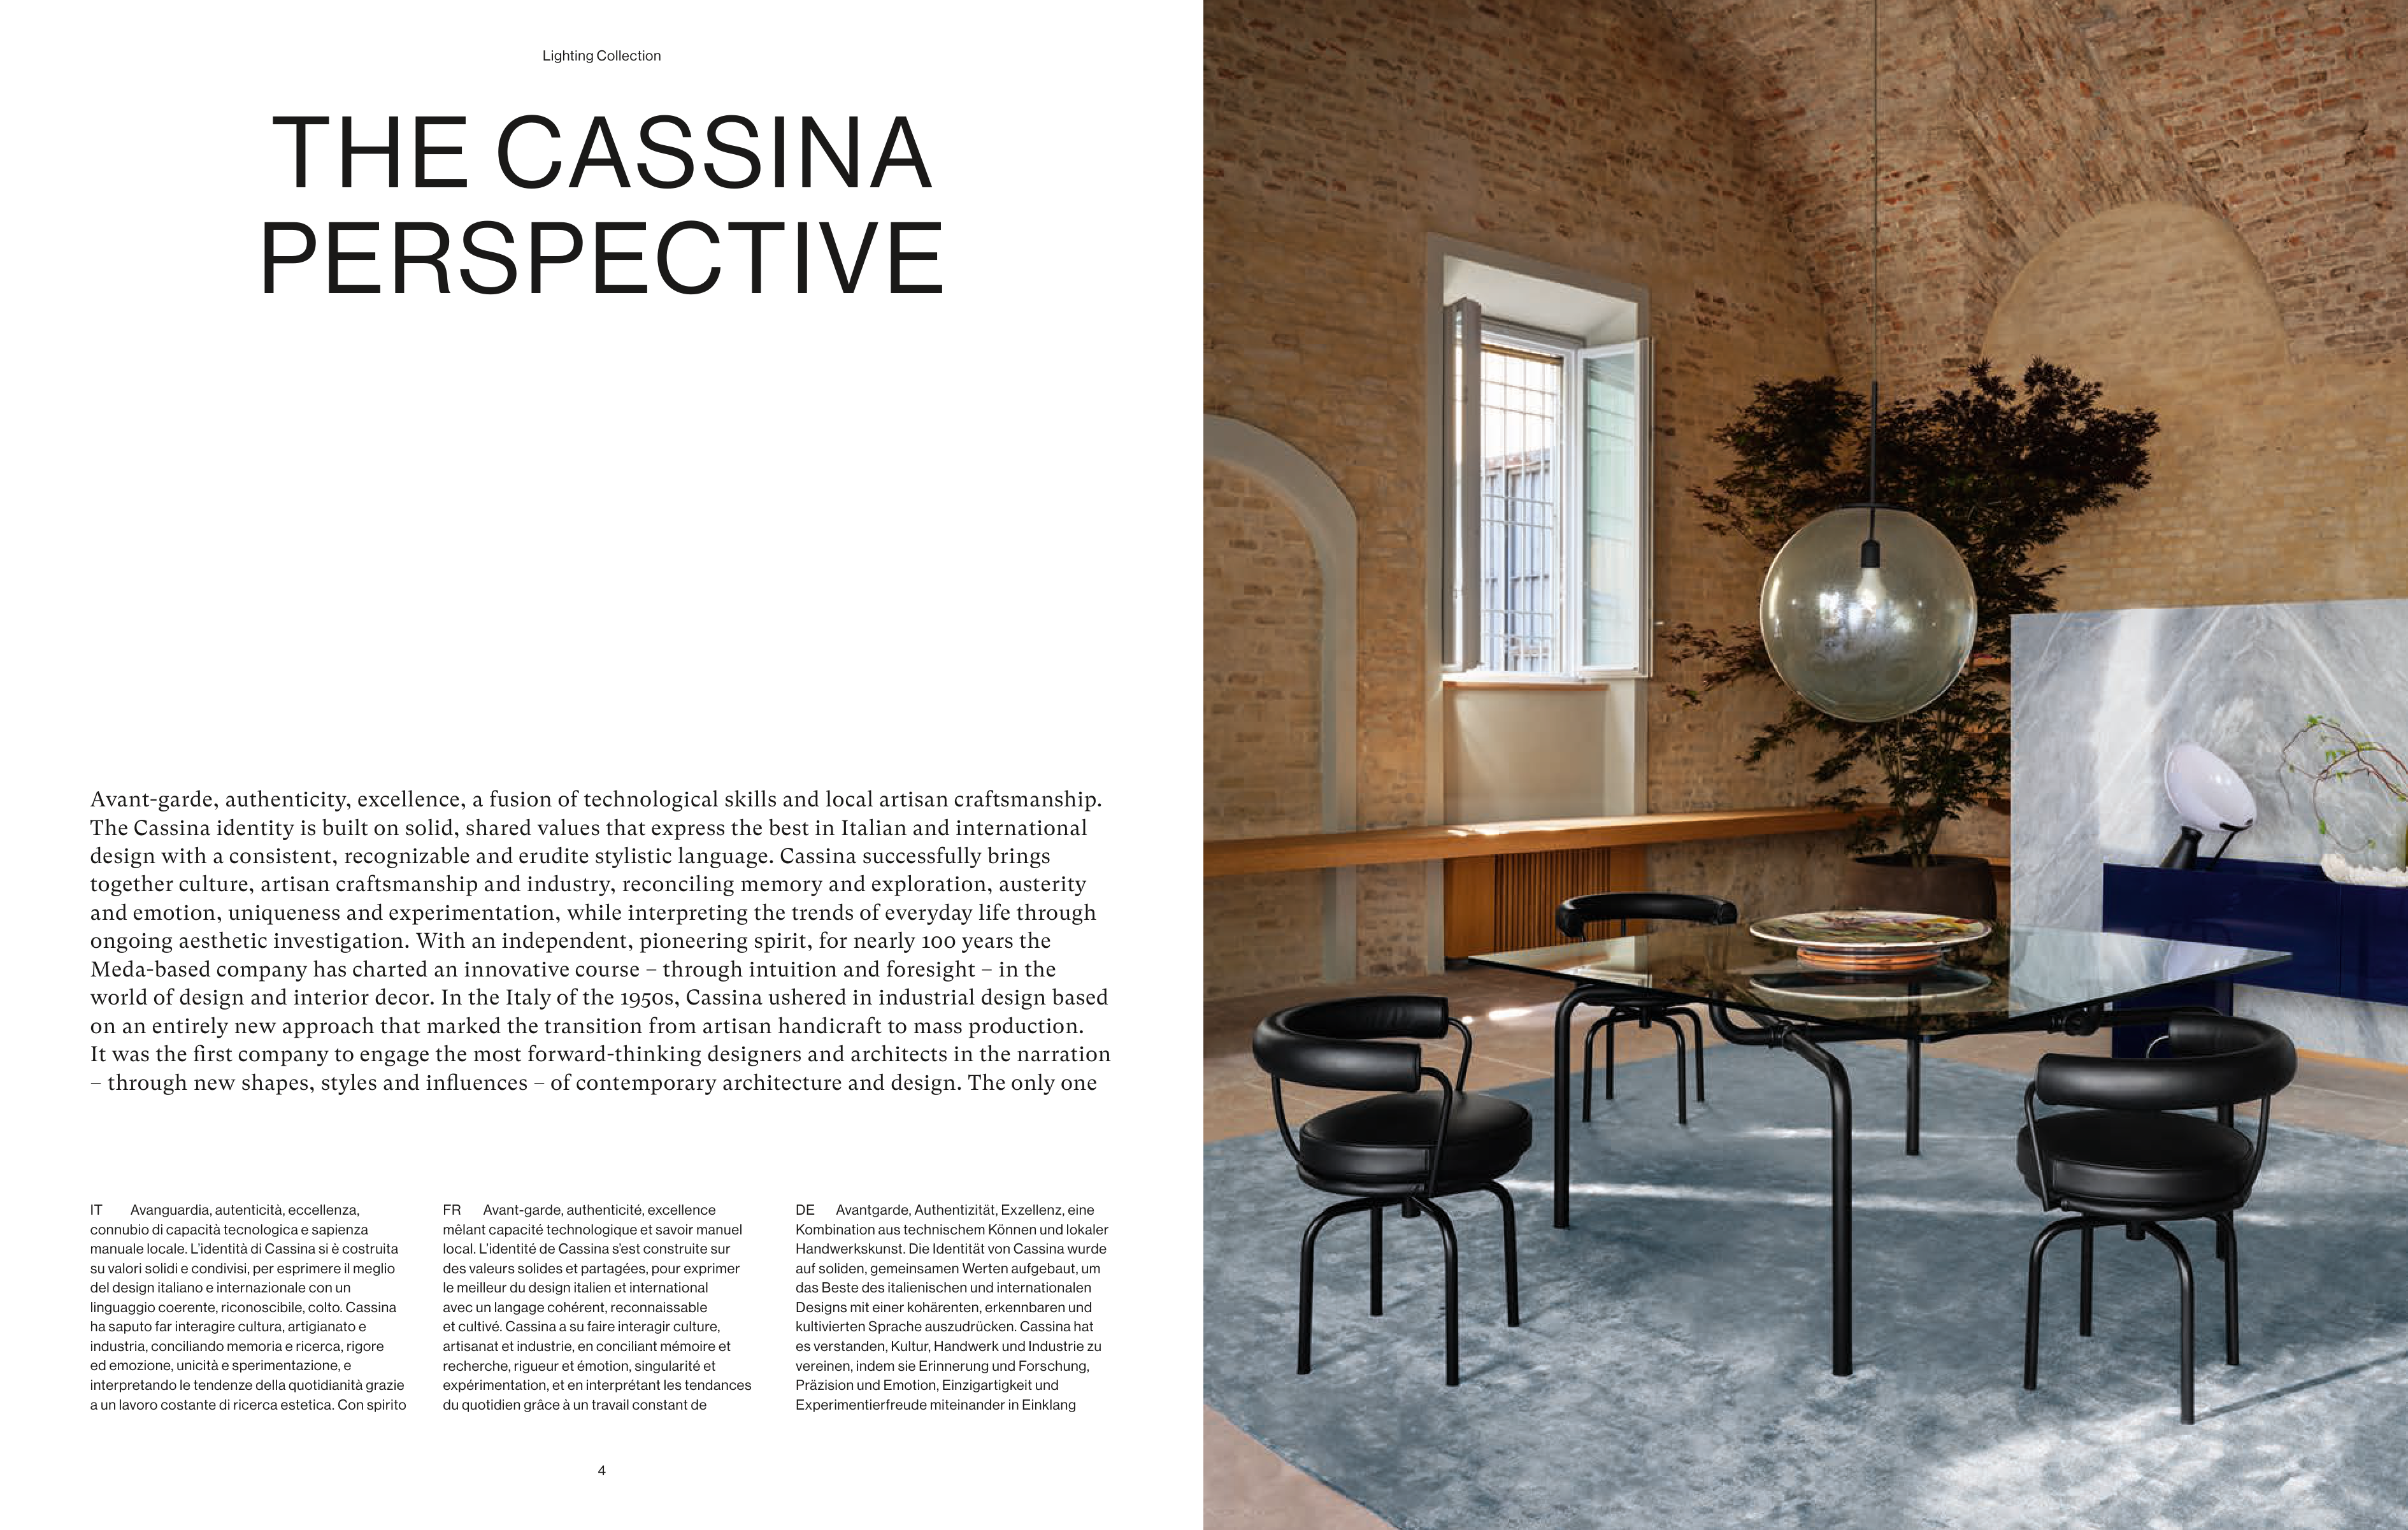 Lighting Collection
THE CASSINA
PERSPECTIVE
Avant-garde, authenticity, excellence, a fusion of technological skills and local artisan craftsmanship.
The Cassina identity is built on solid, shared values that express the best in Italian and international
design with a consistent, recognizable and erudite stylistic language. Cassina successfully brings
together culture, artisan craftsmanship and industry, reconciling memory and exploration, austerity
and emotion, uniqueness and experimentation, while interpreting the trends of everyday life through
ongoing aesthetic investigation. With an independent, pioneering spirit, for nearly 100 years the
Meda-based company has charted an innovative course – through intuition and foresight – in the
world of design and interior decor. In the Italy of the 1950s, Cassina ushered in industrial design based
on an entirely new approach that marked the transition from artisan handicraft to mass production.
It was the first company to engage the most forward-thinking designers and architects in the narration
– through new shapes, styles and influences – of contemporary architecture and design. The only one
IT Avanguardia, autenticità, eccellenza,
connubio di capacità tecnologica e sapienza
manuale locale. L'identità di Cassina si è costruita
su valori solidi e condivisi, per esprimere il meglio
del design italiano e internazionale con un
linguaggio coerente, riconoscibile, colto. Cassina
ha saputo far interagire cultura, artigianato e
industria, conciliando memoria e ricerca, rigore
ed emozione, unicità e sperimentazione, e
interpretando le tendenze della quotidianità grazie
a un lavoro costante di ricerca estetica. Con spirito
FR Avant-garde, authenticité, excellence
mêlant capacité technologique et savoir manuel
local. L'identité de Cassina s'est construite sur
des valeurs solides et partagées, pour exprimer
le meilleur du design italien et international
avec un langage cohérent, reconnaissable
et cultivé. Cassina a su faire interagir culture,
artisanat et industrie, en conciliant mémoire et
recherche, rigueur et émotion, singularité et
expérimentation, et en interprétant les tendances
du quotidien grâce à un travail constant de
DE Avantgarde, Authentizität, Exzellenz, eine
Kombination aus technischem Können und lokaler
Handwerkskunst. Die Identität von Cassina wurde
auf soliden, gemeinsamen Werten aufgebaut, um
das Beste des italienischen und internationalen
Designs mit einer kohärenten, erkennbaren und
kultivierten Sprache auszudrücken. Cassina hat
es verstanden, Kultur, Handwerk und Industrie zu
vereinen, indem sie Erinnerung und Forschung,
Präzision und Emotion, Einzigartigkeit und
Experimentierfreude miteinander in Einklang
4